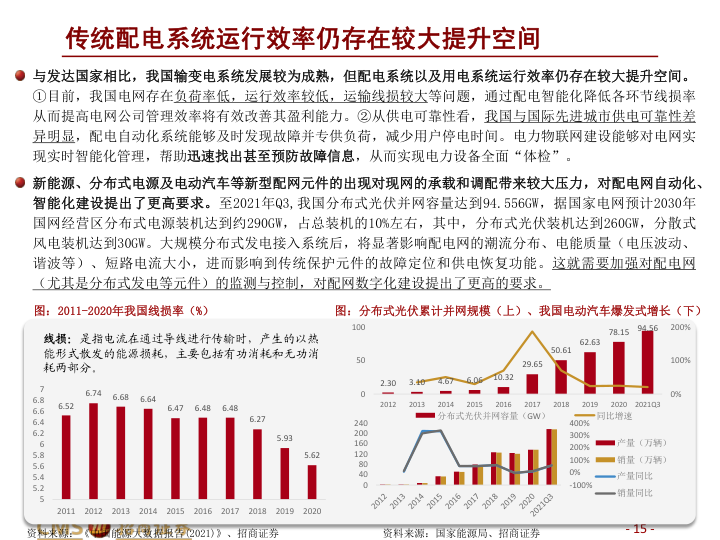 传统配电系统运行效率仍存在较大提升空间
与发达国家相比，我国输变电系统发展较为成熟，但配电系统以及用电系统运行效率仍存在较大提升空间。
①目前，我国电网存在负荷率低，运行效率较低，运输线损较大等问题，通过配电智能化降低各环节线损率
从而提高电网公司管理效率将有效改善其盈利能力。②从供电可靠性看，我国与国际先进城市供电可靠性差
异明显，配电自动化系统能够及时发现故障并专供负荷，减少用户停电时间。电力物联网建设能够对电网实
现实时智能化管理，帮助迅速找出甚至预防故障信息，从而实现电力设备全面“体检”。
新能源、分布式电源及电动汽车等新型配网元件的出现对现网的承载和调配带来较大压力，对配电网自动化、
智能化建设提出了更高要求。至2021年Q3,我国分布式光伏并网容量达到94.556GW，据国家电网预计2030年
国网经营区分布式电源装机达到约290GW，占总装机的10%左右，其中，分布式光伏装机达到260GW，分散式
风电装机达到30GW。大规模分布式发电接入系统后，将显著影响配电网的潮流分布、电能质量（电压波动、
谐波等）、短路电流大小，进而影响到传统保护元件的故障定位和供电恢复功能。这就需要加强对配电网
（尤其是分布式发电等元件）的监测与控制，对配网数字化建设提出了更高的要求。
图：2011-2020年我国线损率（%）
线损：是指电流在通过导线进行传输时，产生的以热
能形式散发的能源损耗，主要包括有功消耗和无功消
耗两部分。
7
6.8
6.6
6.4
6.2
6
5.8
5.6
5.4
5.2
5
6.52 6.74 6.68 6.64 6.47 6.48 6.48 6.27 5.93 5.62
2011 2012 2013 2014 2015 2016 2017 2018 2019 2020
资料来源：《中国能源大数据报告(2021)》、招商证券
图：分布式光伏累计并网规模（上）、我国电动汽车爆发式增长（下）
100
50
0
2.30 3.10 4.67 6.06 10.32 29.65 50.61 62.63 78.15 94.56
200%
100%
0%
2012 2013 2014 2015 2016 2017 2018 2019 2020 2021Q3
分布式光伏并网容量（GW） 同比增速
240
200
160
120
80
40
0
400%
300%
200%
100%
0%
-100%
2012 2013 2014 2015 2016 2017 2018 2019 2020 2021Q3
产量（万辆）
销量（万辆）
产量同比
销量同比
资料来源：国家能源局、招商证券
- 15 -